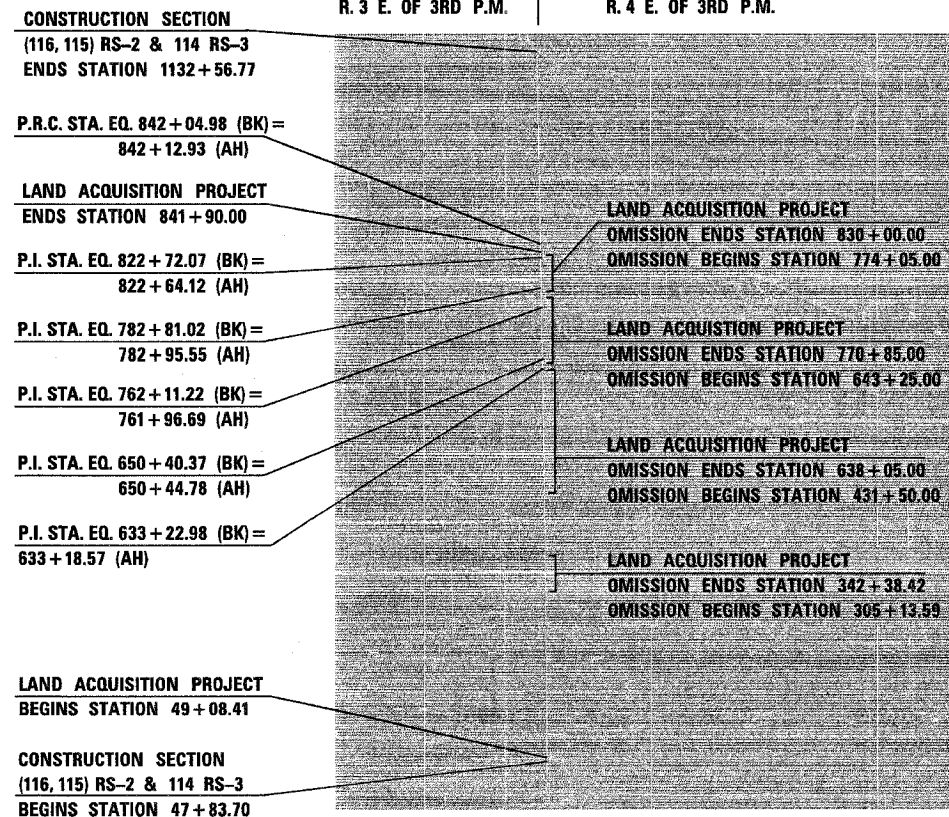 R. 3 E. OF 3RD P.M.
R. 4 E. OF 3RD P.M.
CONSTRUCTION SECTION
(116, 115) RS–2 & 114 RS–3
ENDS STATION 1132+56.77
P.R.C. STA. EQ. 842+04.98 (BK)=
842+12.93 (AH)
LAND ACQUISITION PROJECT
ENDS STATION 841+90.00
P.I. STA. EQ. 822+72.07 (BK)=
822+64.12 (AH)
P.I. STA. EQ. 782+81.02 (BK)=
782+95.55 (AH)
P.I. STA. EQ. 762+11.22 (BK)=
761+96.69 (AH)
P.I. STA. EQ. 650+40.37 (BK)=
650+44.78 (AH)
P.I. STA. EQ. 633+22.98 (BK)=
633+18.57 (AH)
LAND ACQUISITION PROJECT
BEGINS STATION 49+08.41
CONSTRUCTION SECTION
(116, 115) RS–2 & 114 RS–3
BEGINS STATION 47+83.70
LAND ACQUISITION PROJECT
OMISSION ENDS STATION 830+00.00
OMISSION BEGINS STATION 774+05.00
LAND ACQUISTION PROJECT
OMISSION ENDS STATION 770+85.00
OMISSION BEGINS STATION 643+25.00
LAND ACQUISITION PROJECT
OMISSION ENDS STATION 638+05.00
OMISSION BEGINS STATION 431+50.00
LAND ACQUISITION PROJECT
OMISSION ENDS STATION 342+38.42
OMISSION BEGINS STATION 305+13.59